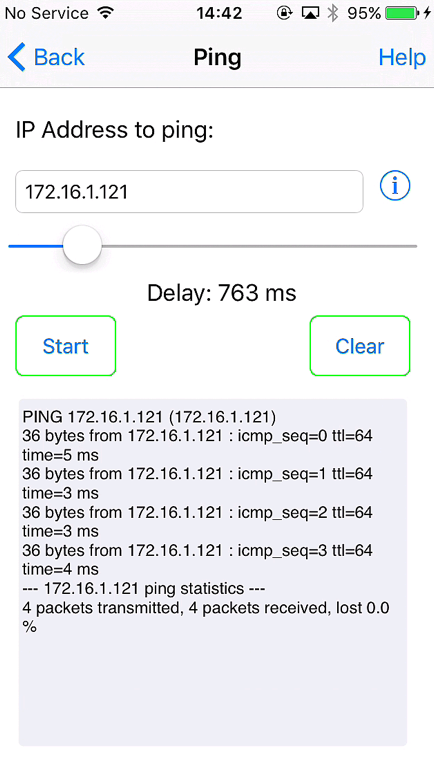 No Service 14:42 95%
Back Ping Help
IP Address to ping:
172.16.1.121 i
Delay: 763 ms
Start Clear
PING 172.16.1.121 (172.16.1.121)
36 bytes from 172.16.1.121 : icmp_seq=0 ttl=64
time=5 ms
36 bytes from 172.16.1.121 : icmp_seq=1 ttl=64
time=3 ms
36 bytes from 172.16.1.121 : icmp_seq=2 ttl=64
time=3 ms
36 bytes from 172.16.1.121 : icmp_seq=3 ttl=64
time=4 ms
--- 172.16.1.121 ping statistics ---
4 packets transmitted, 4 packets received, lost 0.0
%